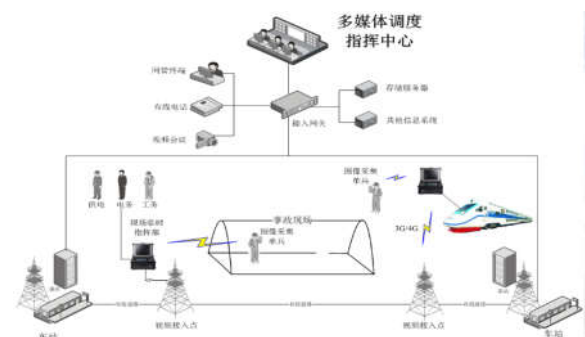 多媒体调度
指挥中心
网管终端
有线电话
视频会议
接入网关
存储服务器
其他信息系统
供电
电务
工务
现场临时
指挥部
事故现场
图像采集
单兵
图像采集
单兵
3G/4G
视频接入点
视频接入点
车站
车站